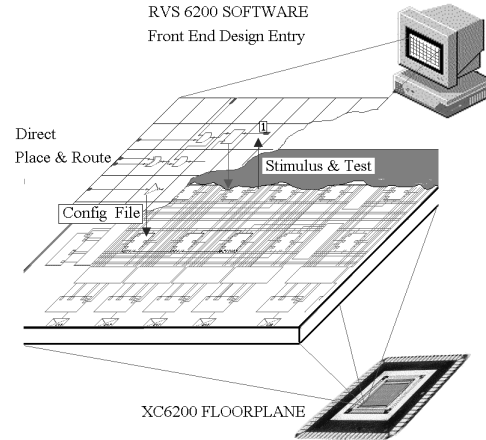 RVS 6200 SOFTWARE
Front End Design Entry
1
Direct
Place & Route
Stimulus & Test
Config File
XC6200 FLOORPLANE